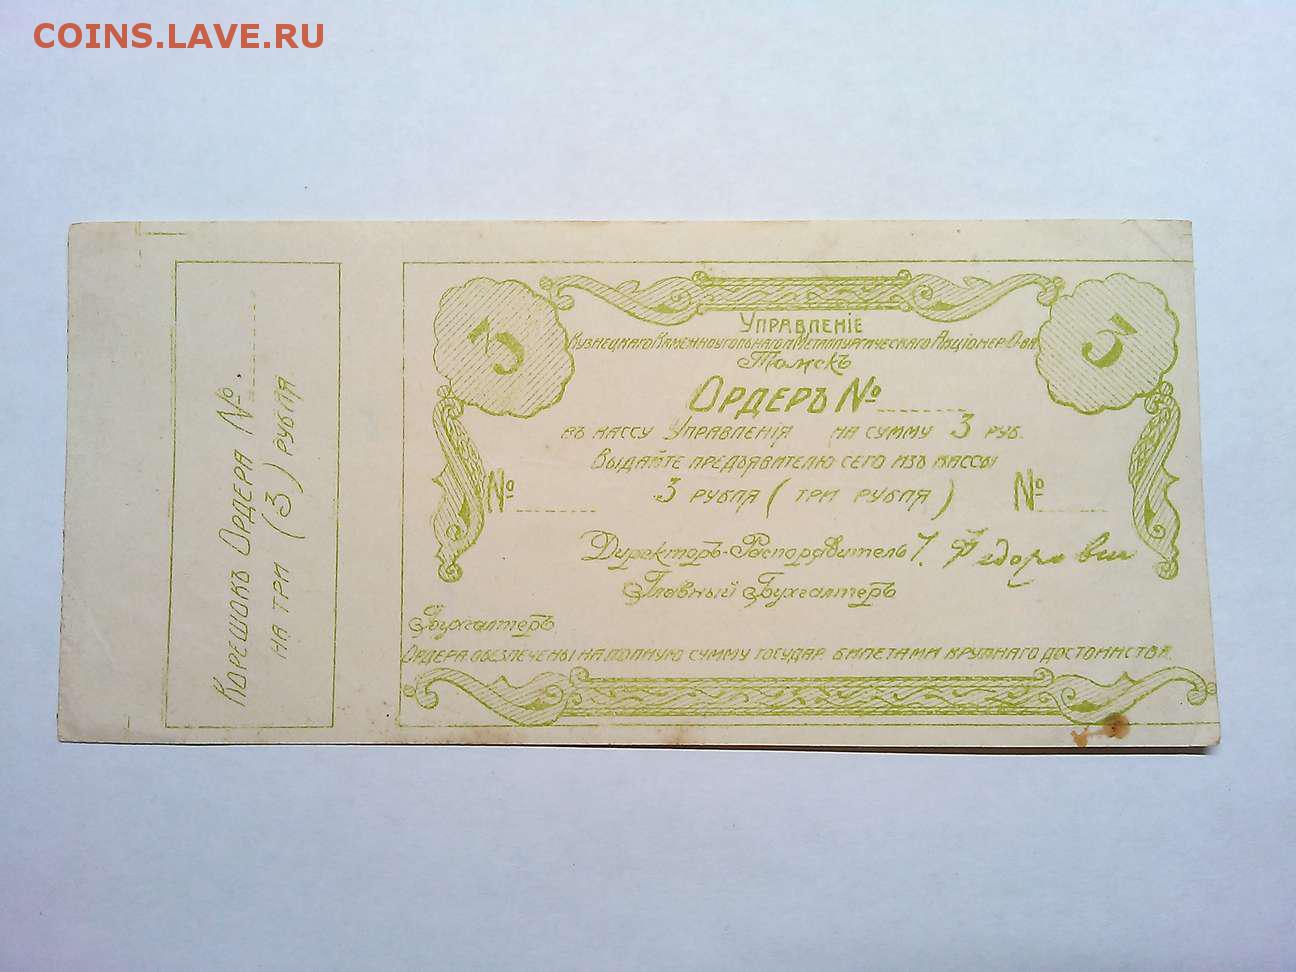 COINS.LAVE.RU
Корешокъ Ордера №
на три (3) рубля
3
3
Управленіе
Кузнецкаго Каменноугольнаго и Металлургическаго Акціонер. О-ва
Томскъ
Ордеръ №
въ кассу Управленія на сумму 3 руб.
Выдайте предъявителю сего изъ кассы
№ 3 рубля (три рубля) №
Директоръ-Распорядитель
Федорович
Главный Бухгалтеръ
Бухгалтеръ
Ордера обезпечены на полную сумму государ. билетами крупнаго достоинства.